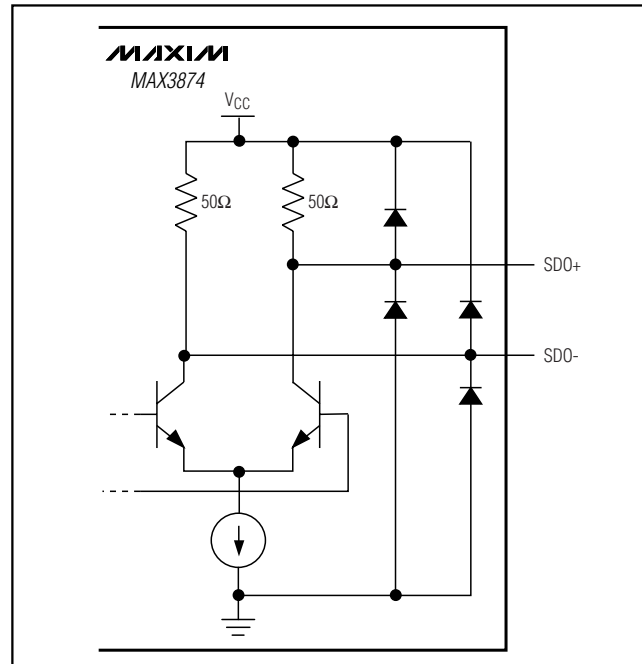 MAXIM
MAX3874
VCC
50Ω
50Ω
SDO+
SDO-